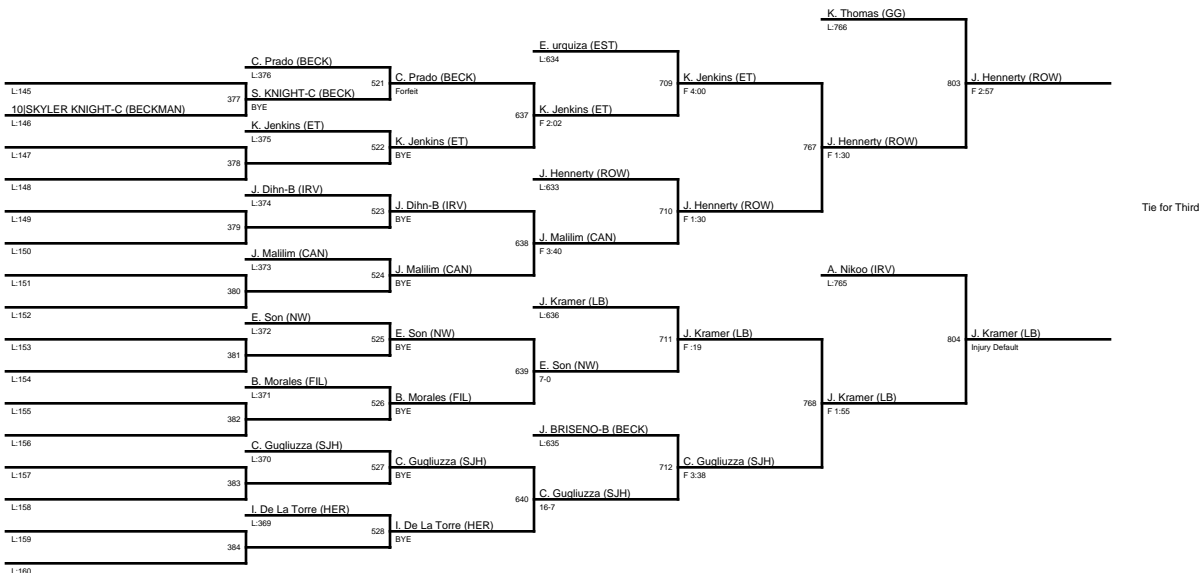 K. Thomas (GG)
L:766
E. urquiza (EST)
L:634
C. Prado (BECK)
L:376
521 C. Prado (BECK) 709 K. Jenkins (ET) 803 J. Hennerty (ROW)
L:145 Forfeit F 4:00 F 2:57
377 S. KNIGHT-C (BECK)
10|SKYLER KNIGHT-C (BECKMAN) BYE 637 K. Jenkins (ET)
L:146 F 2:02
K. Jenkins (ET)
L:375
522 K. Jenkins (ET) 767 J. Hennerty (ROW)
L:147 BYE F 1:30
378
L:148
J. Hennerty (ROW)
L:633
J. Dihn-B (IRV)
L:374
523 J. Dihn-B (IRV) 710 J. Hennerty (ROW) Tie for Third
L:149 BYE F 1:30
379
638 J. Malilim (CAN)
L:150 F 3:40
J. Malilim (CAN)
L:373
524 J. Malilim (CAN) A. Nikoo (IRV)
L:151 BYE L:765
380
L:152
J. Kramer (LB)
L:636
E. Son (NW)
L:372
525 E. Son (NW) 711 J. Kramer (LB) 804 J. Kramer (LB)
L:153 BYE F :19 Injury Default
381
639 E. Son (NW)
L:154 7-0
B. Morales (FIL)
L:371
526 B. Morales (FIL) 768 J. Kramer (LB)
L:155 BYE F 1:55
382
L:156
J. BRISENO-B (BECK)
L:635
C. Gugliuzza (SJH)
L:370
527 C. Gugliuzza (SJH) 712 C. Gugliuzza (SJH)
L:157 BYE F 3:38
383
640 C. Gugliuzza (SJH)
L:158 16-7
I. De La Torre (HER)
L:369
528 I. De La Torre (HER)
L:159 BYE
384
L:160